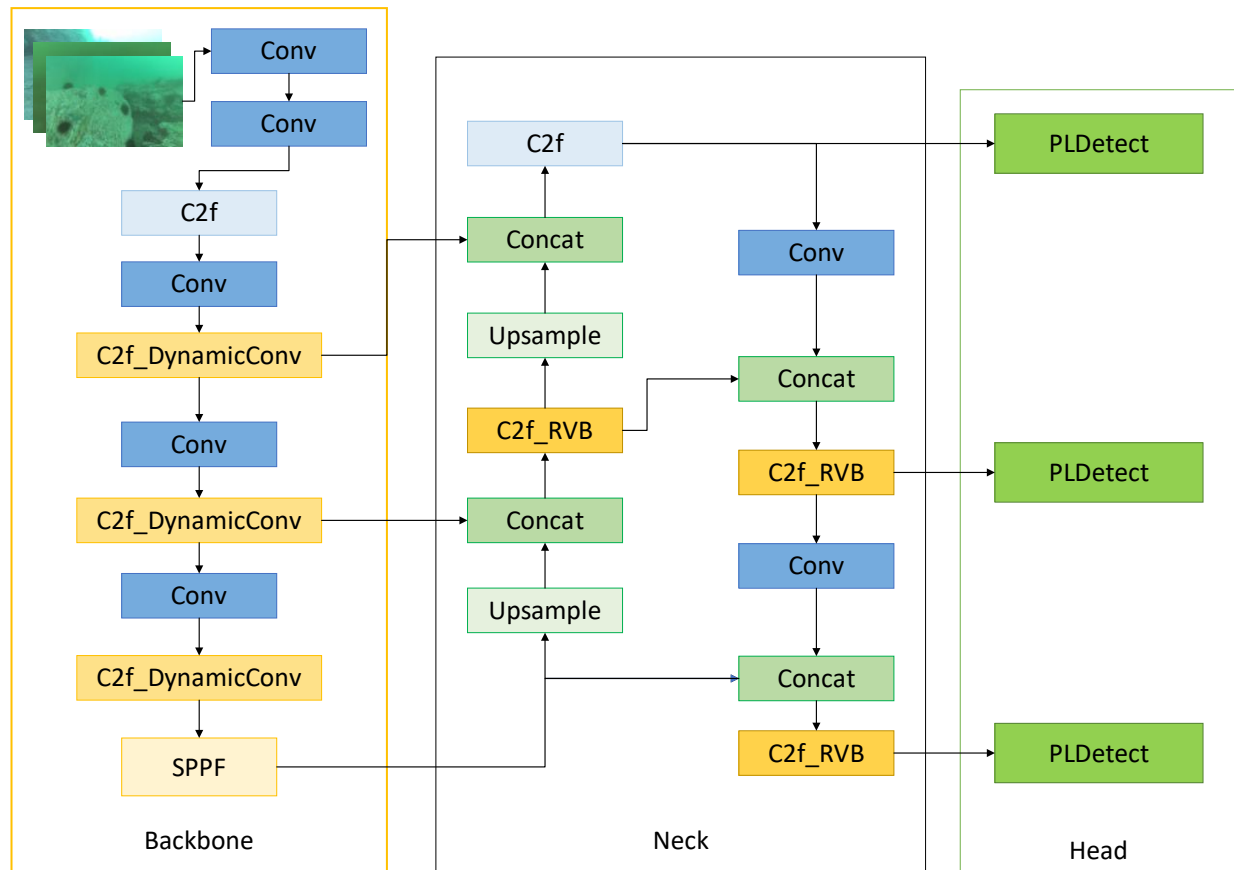 Conv
Conv
C2f
Conv
C2f_DynamicConv
Conv
C2f_DynamicConv
Conv
C2f_DynamicConv
SPPF
Backbone
C2f
Concat
Upsample
C2f_RVB
Concat
Upsample
Conv
Concat
C2f_RVB
Conv
Concat
C2f_RVB
Neck
PLDetect
PLDetect
PLDetect
Head